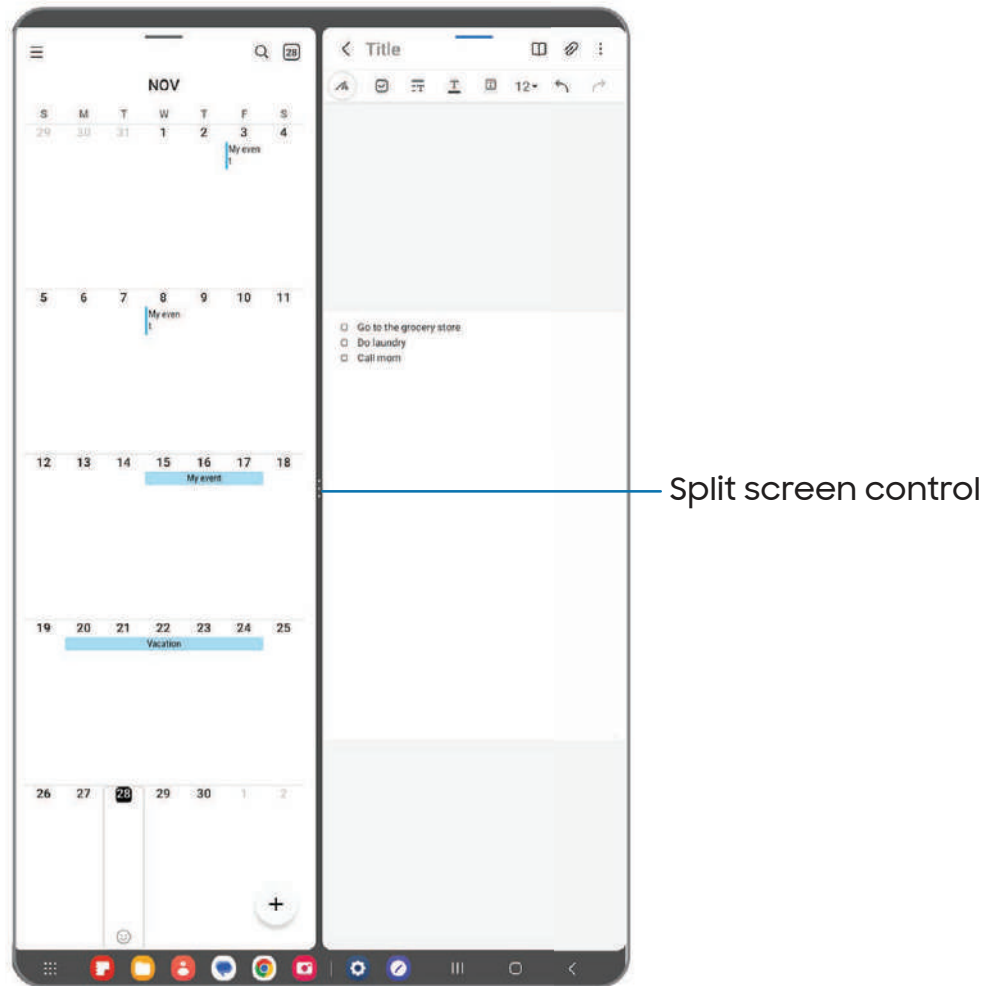 28
NOV
S M T W T F S
29 30 31 1 2 3 4
My even
t
5 6 7 8 9 10 11
My even
t
12 13 14 15 16 17 18
My event
19 20 21 22 23 24 25
Vacation
26 27 28 29 30 1 2
Title
12
Go to the grocery store
Do laundry
Call mom
Split screen control